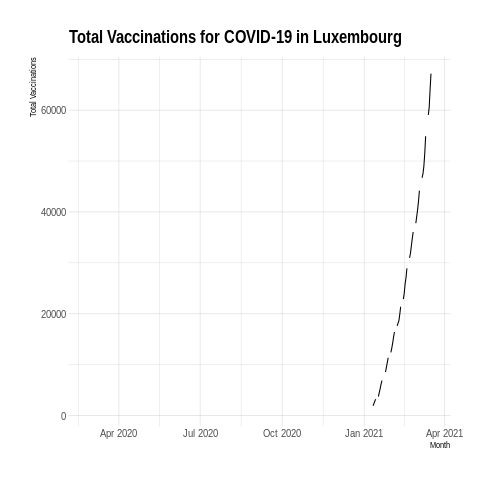 Total Vaccinations for COVID-19 in Luxembourg
Total Vaccinations
60000
40000
20000
0
Apr 2020 Jul 2020 Oct 2020 Jan 2021 Apr 2021
Month